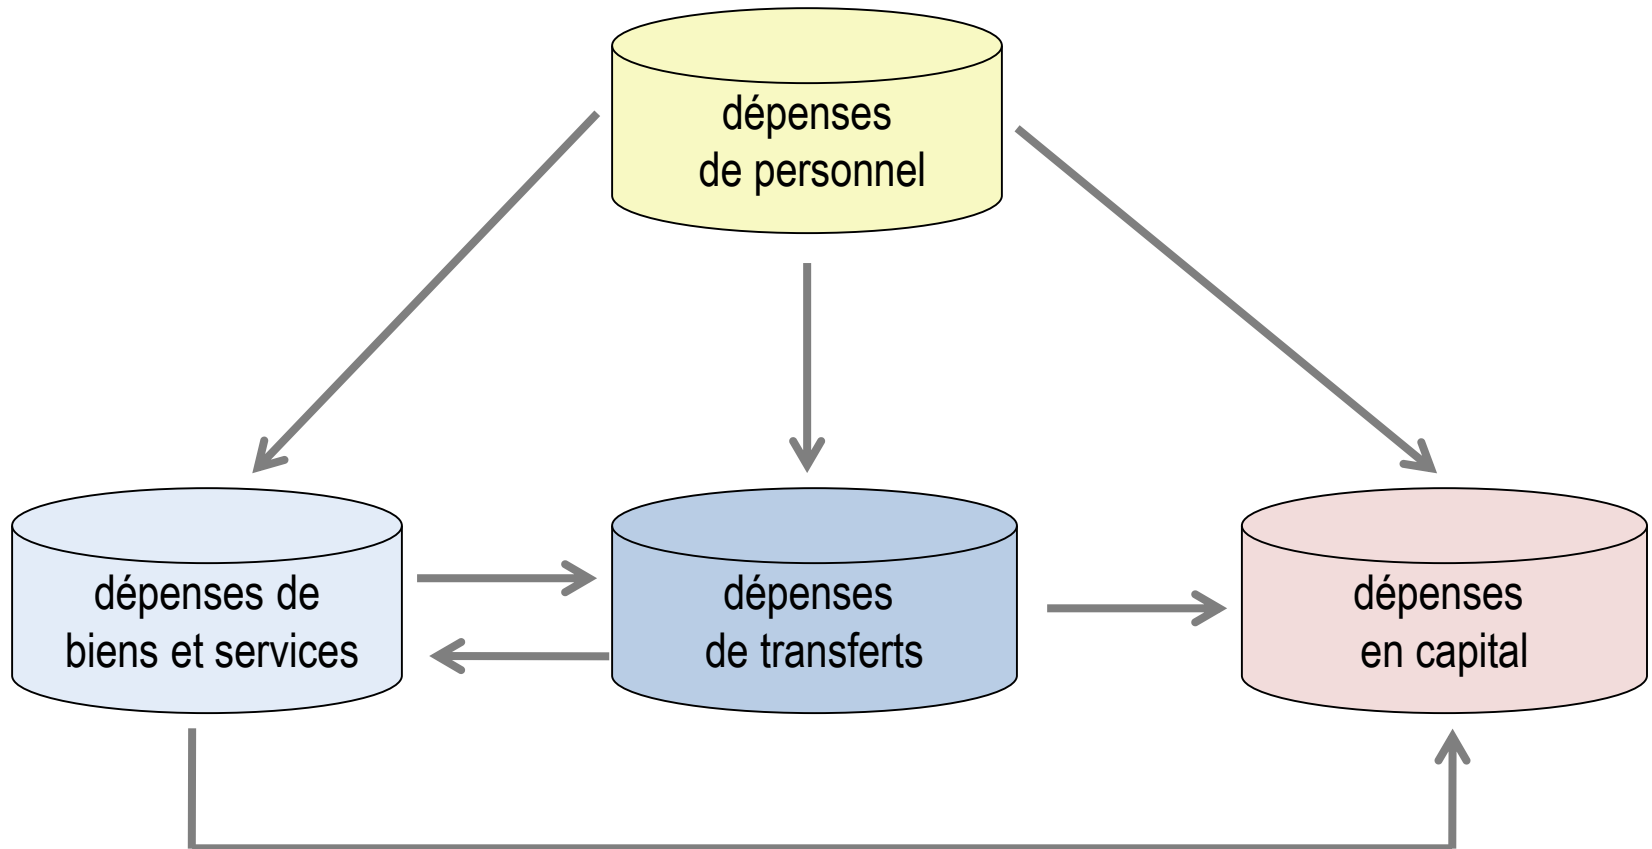 dépenses
de personnel
dépenses de
biens et services
dépenses
de transferts
dépenses
en capital